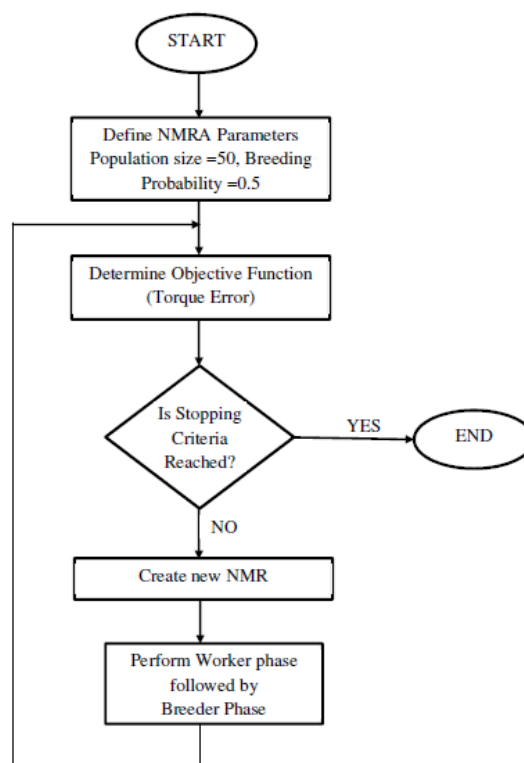 START
Define NMRA Parameters
Population size =50, Breeding
Probability =0.5
Determine Objective Function
(Torque Error)
Is Stopping
Criteria
Reached?
YES
END
NO
Create new NMR
Perform Worker phase
followed by
Breeder Phase